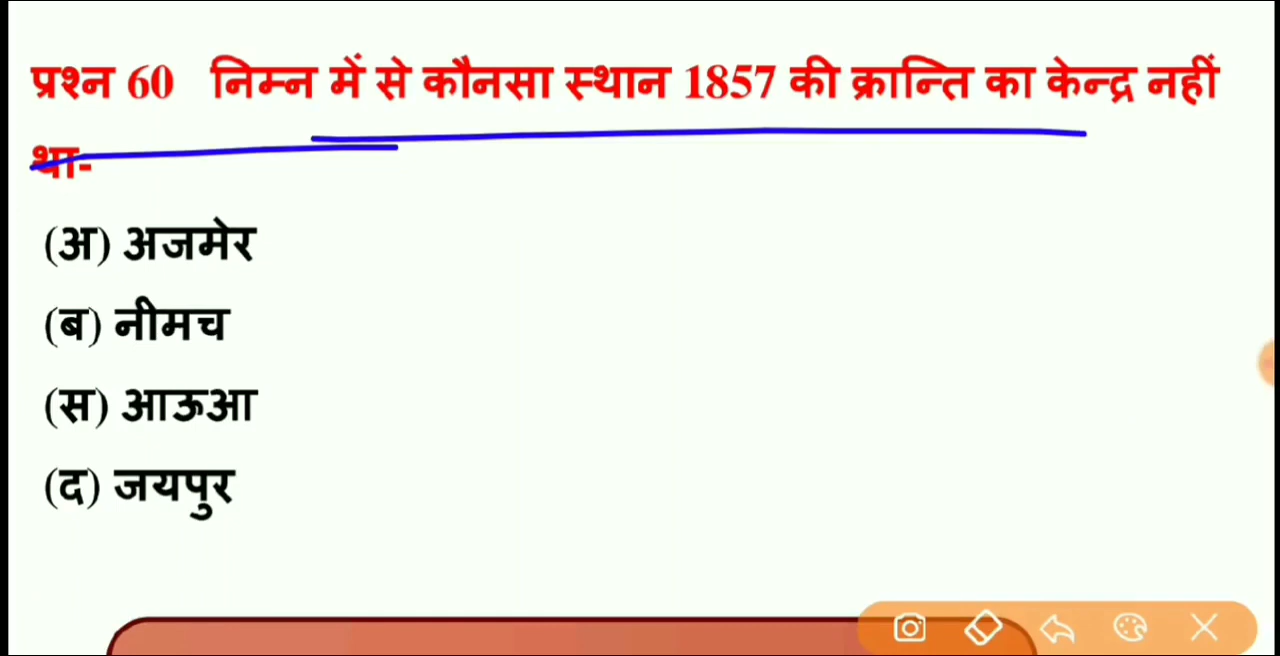 प्रश्न 60 निम्न में से कौनसा स्थान 1857 की क्रान्ति का केन्द्र नहीं
था-
(अ) अजमेर
(ब) नीमच
(स) आऊआ
(द) जयपुर